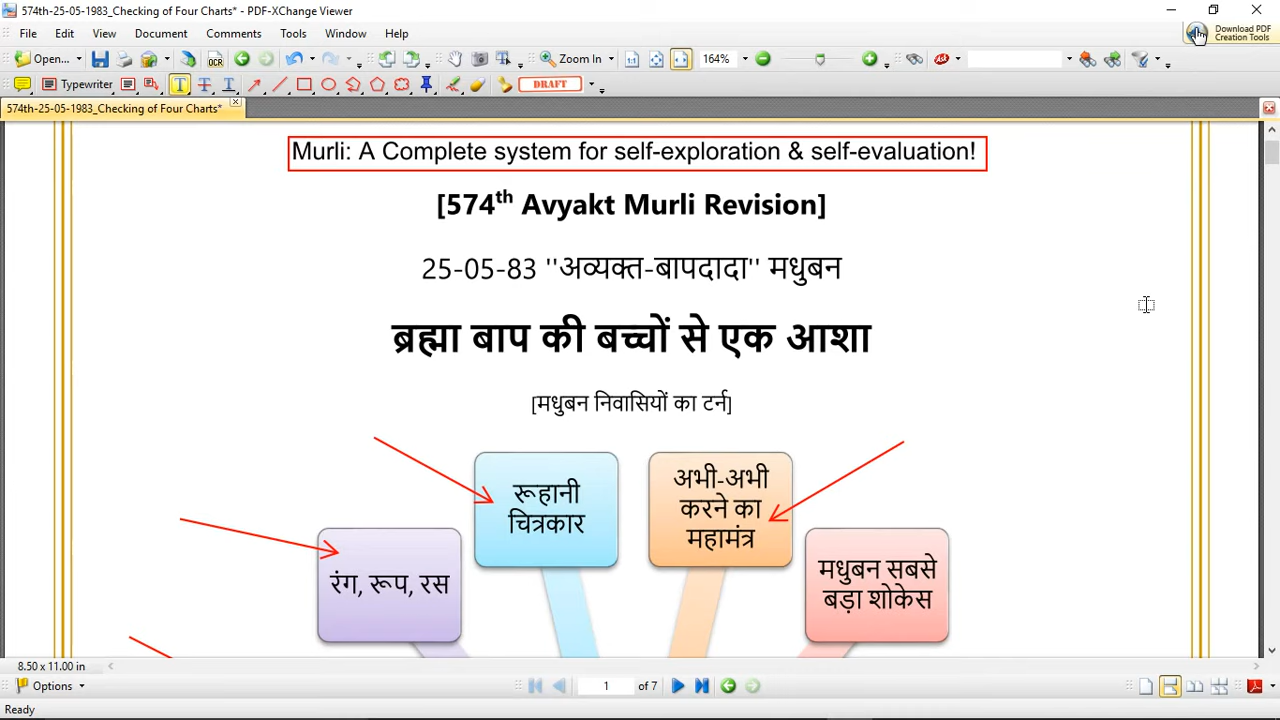 574th-25-05-1983_Checking of Four Charts* - PDF-XChange Viewer
File Edit View Document Comments Tools Window Help
Download PDF
Creation Tools
Open... OCR Zoom In 164%
Typewriter DRAFT
574th-25-05-1983_Checking of Four Charts*
Murli: A Complete system for self-exploration & self-evaluation!
[574th Avyakt Murli Revision]
25-05-83 ''अव्यक्त-बापदादा'' मधुबन
ब्रह्मा बाप की बच्चों से एक आशा
[मधुबन निवासियों का टर्न]
रूहानी
चित्रकार
अभी-अभी
करने का
महामंत्र
रंग, रूप, रस
मधुबन सबसे
बड़ा शोकेस
8.50 x 11.00 in
Options 1 of 7
Ready